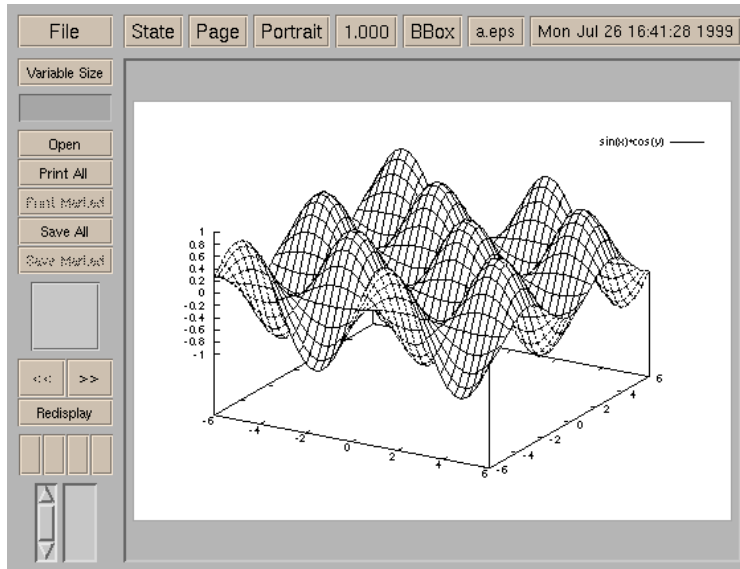 File State Page Portrait 1.000 BBox a.eps Mon Jul 26 16:41:28 1999
Variable Size
Open
Print All
Print Marked
Save All
Save Marked
<< >>
Redisplay
sin(x)*cos(y)
1
0.8
0.6
0.4
0.2
0
-0.2
-0.4
-0.6
-0.8
-1
-6 -4 -2 0 2 4 6
-6 -4 -2 0 2 4 6